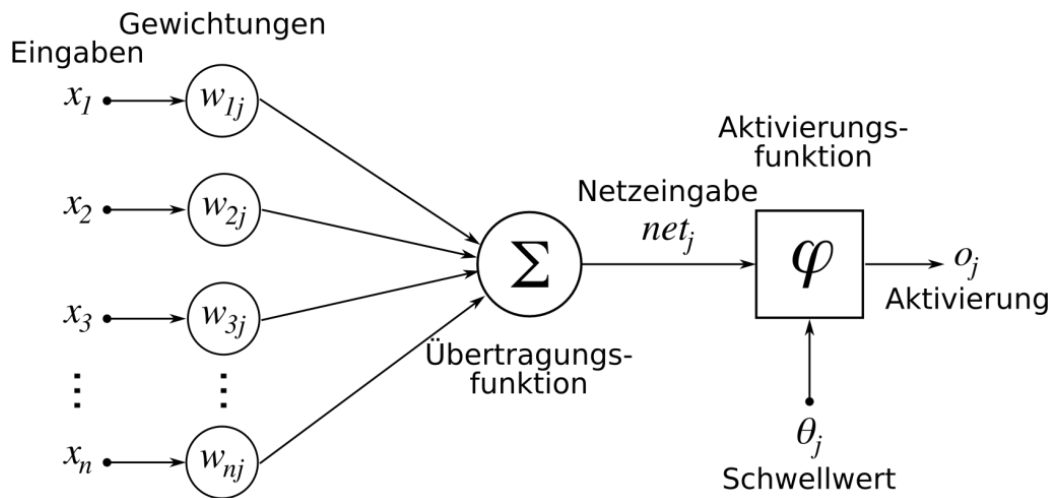 Gewichtungen
Eingaben
x1 w1j
x2 w2j
x3 w3j
⋮ ⋮
xn wnj
Σ
Übertragungs-
funktion
Netzeingabe
netj
Aktivierungs-
funktion
φ
oj
Aktivierung
θj
Schwellwert